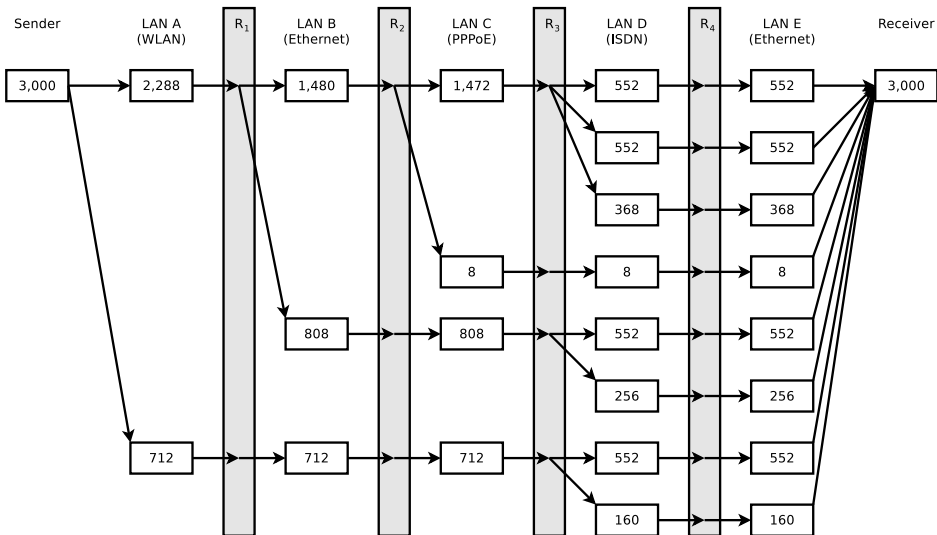 Sender
LAN A
(WLAN)
R1
LAN B
(Ethernet)
R2
LAN C
(PPPoE)
R3
LAN D
(ISDN)
R4
LAN E
(Ethernet)
Receiver
3,000
2,288
1,480
1,472
552
552
3,000
552
552
368
368
8
8
8
808
808
552
552
256
256
712
712
712
552
552
160
160